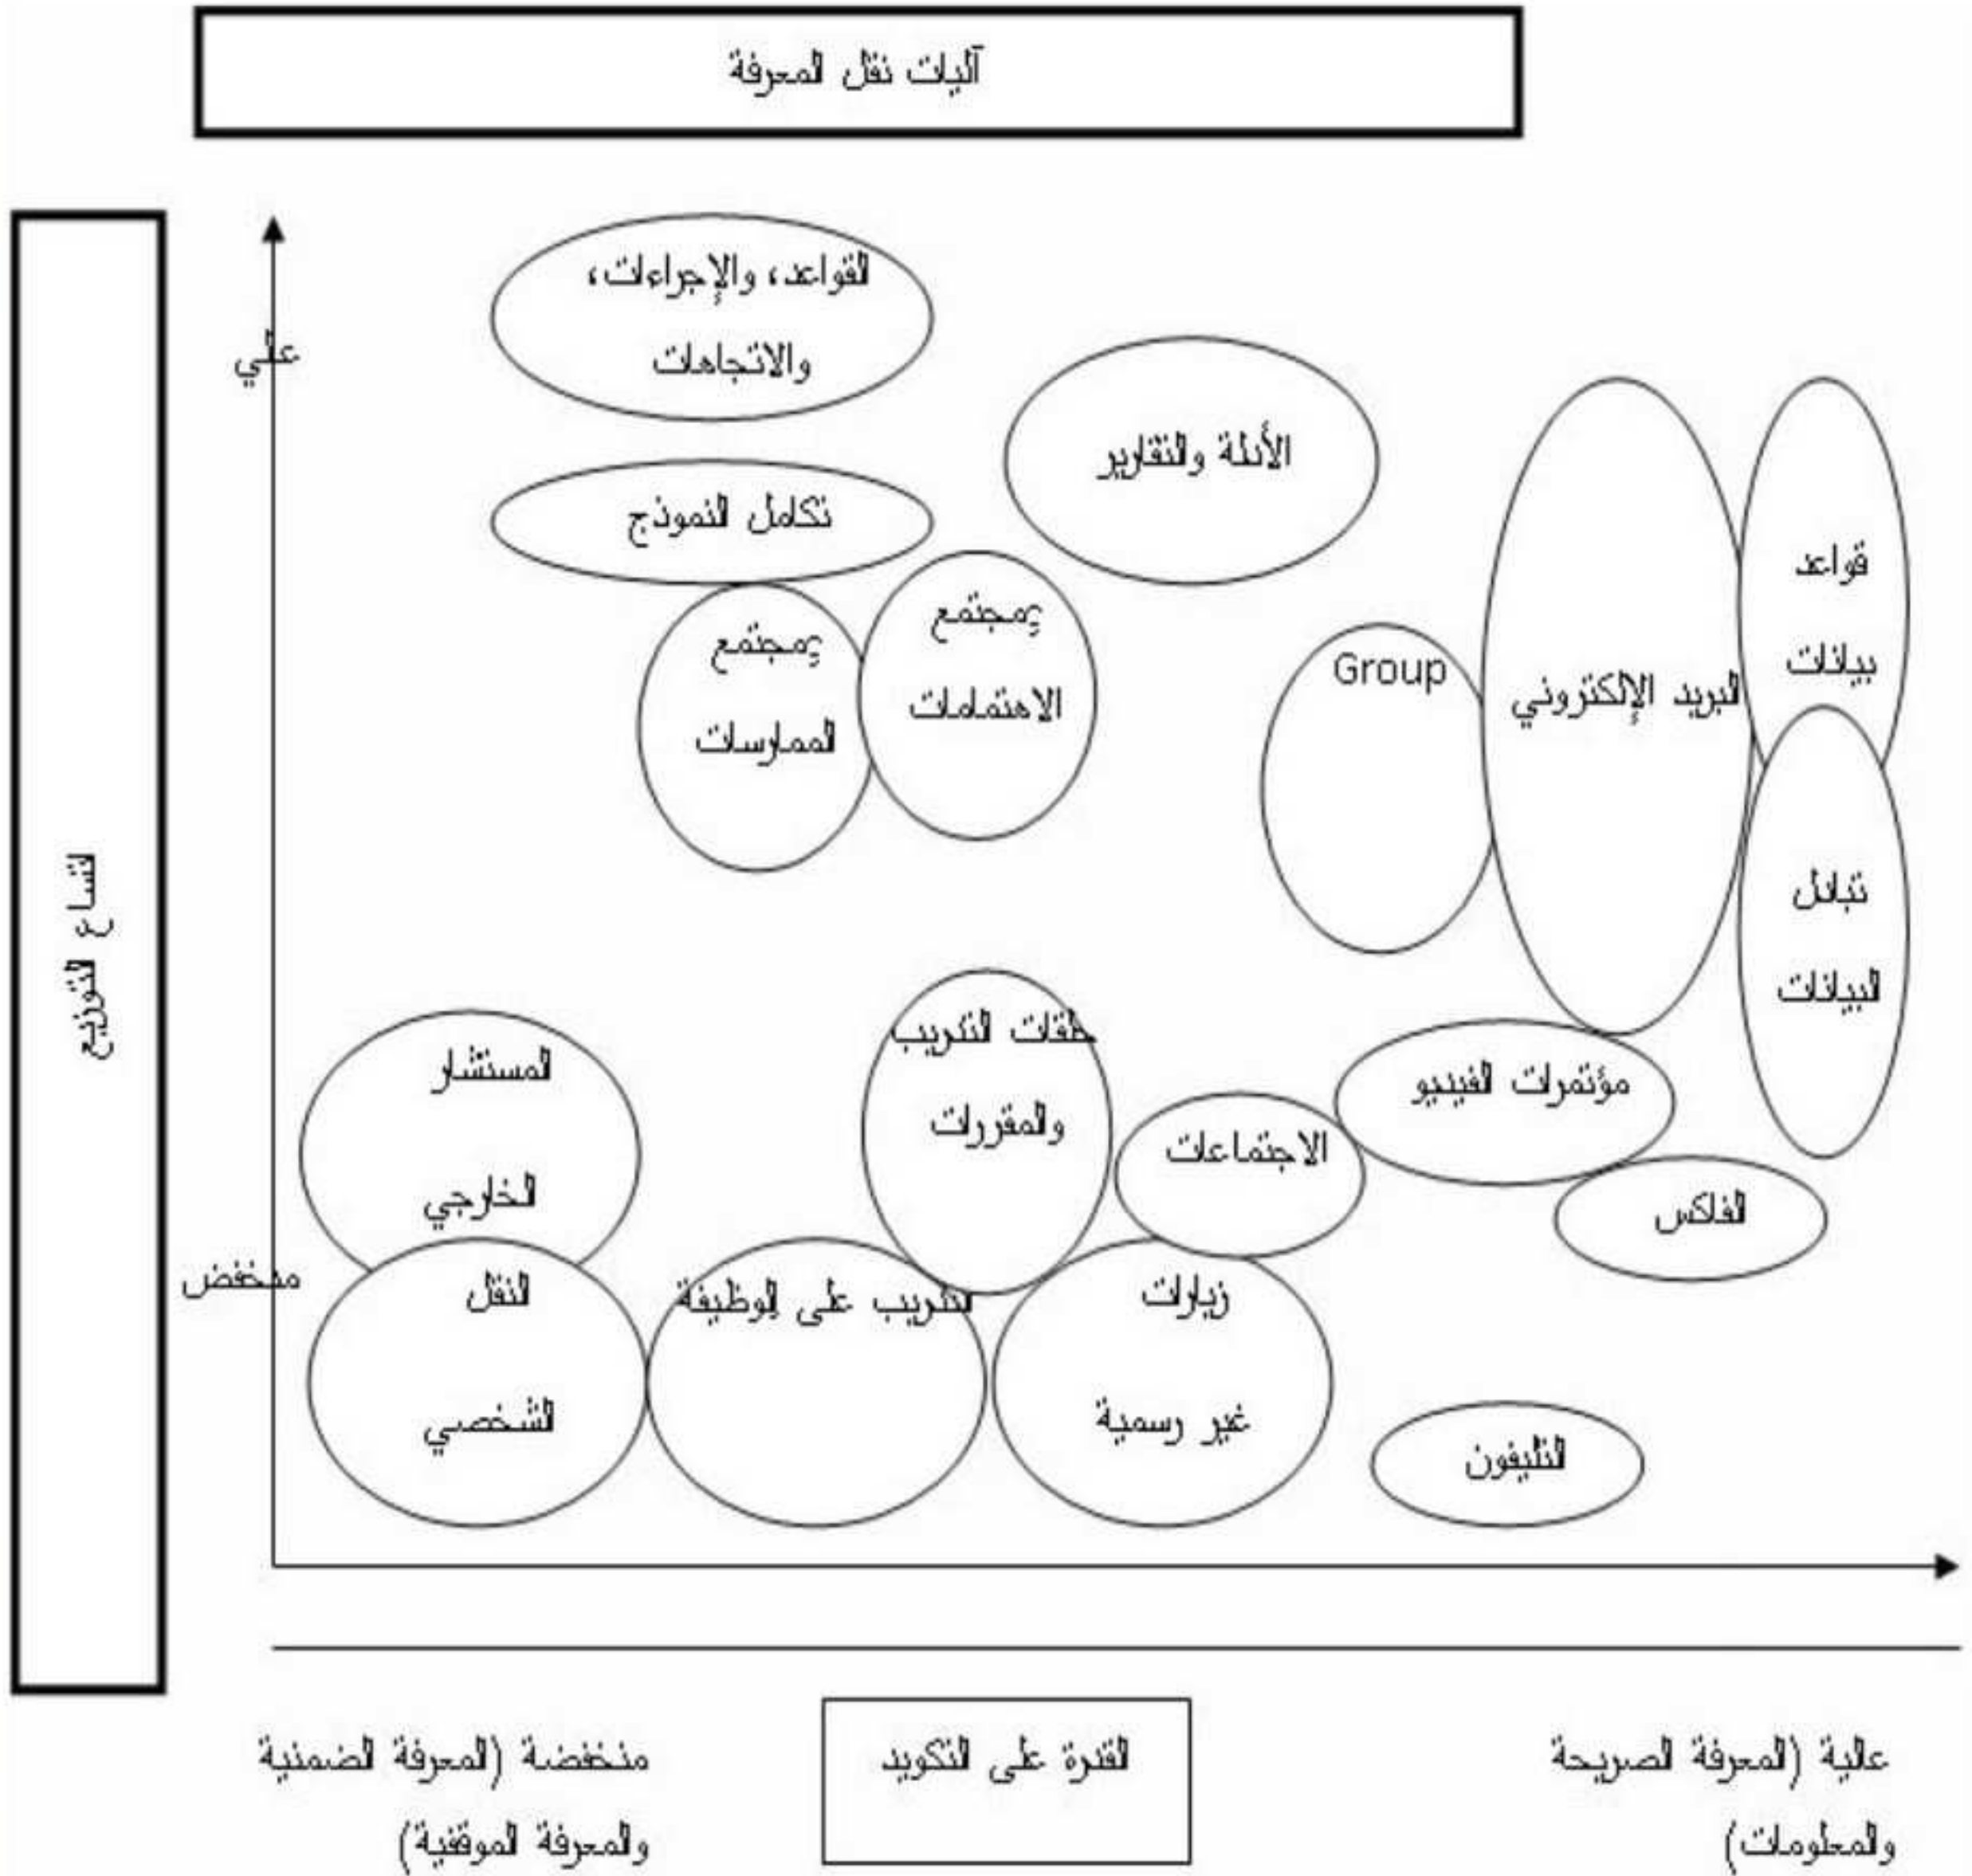 آليات نقل المعرفة
القواعد، والإجراءات،
والاتجاهات
عالي
الأدلة والتقارير
تكامل النموذج
قواعد
بيانات
مجتمع
الاهتمامات
مجتمع
الممارسات
Group
البريد الإلكتروني
تبادل
البيانات
اتساع التوزيع
حلقات التدريب
والمقررات
المستشار
الخارجي
مؤتمرات الفيديو
الاجتماعات
الفاكس
منخفض
النقل
الشخصي
التدريب على الوظيفة
زيارات
غير رسمية
التليفون
عالية (المعرفة الصريحة
والمعلومات)
القدرة على التكويد
منخفضة (المعرفة الضمنية
والمعرفة الموقفية)